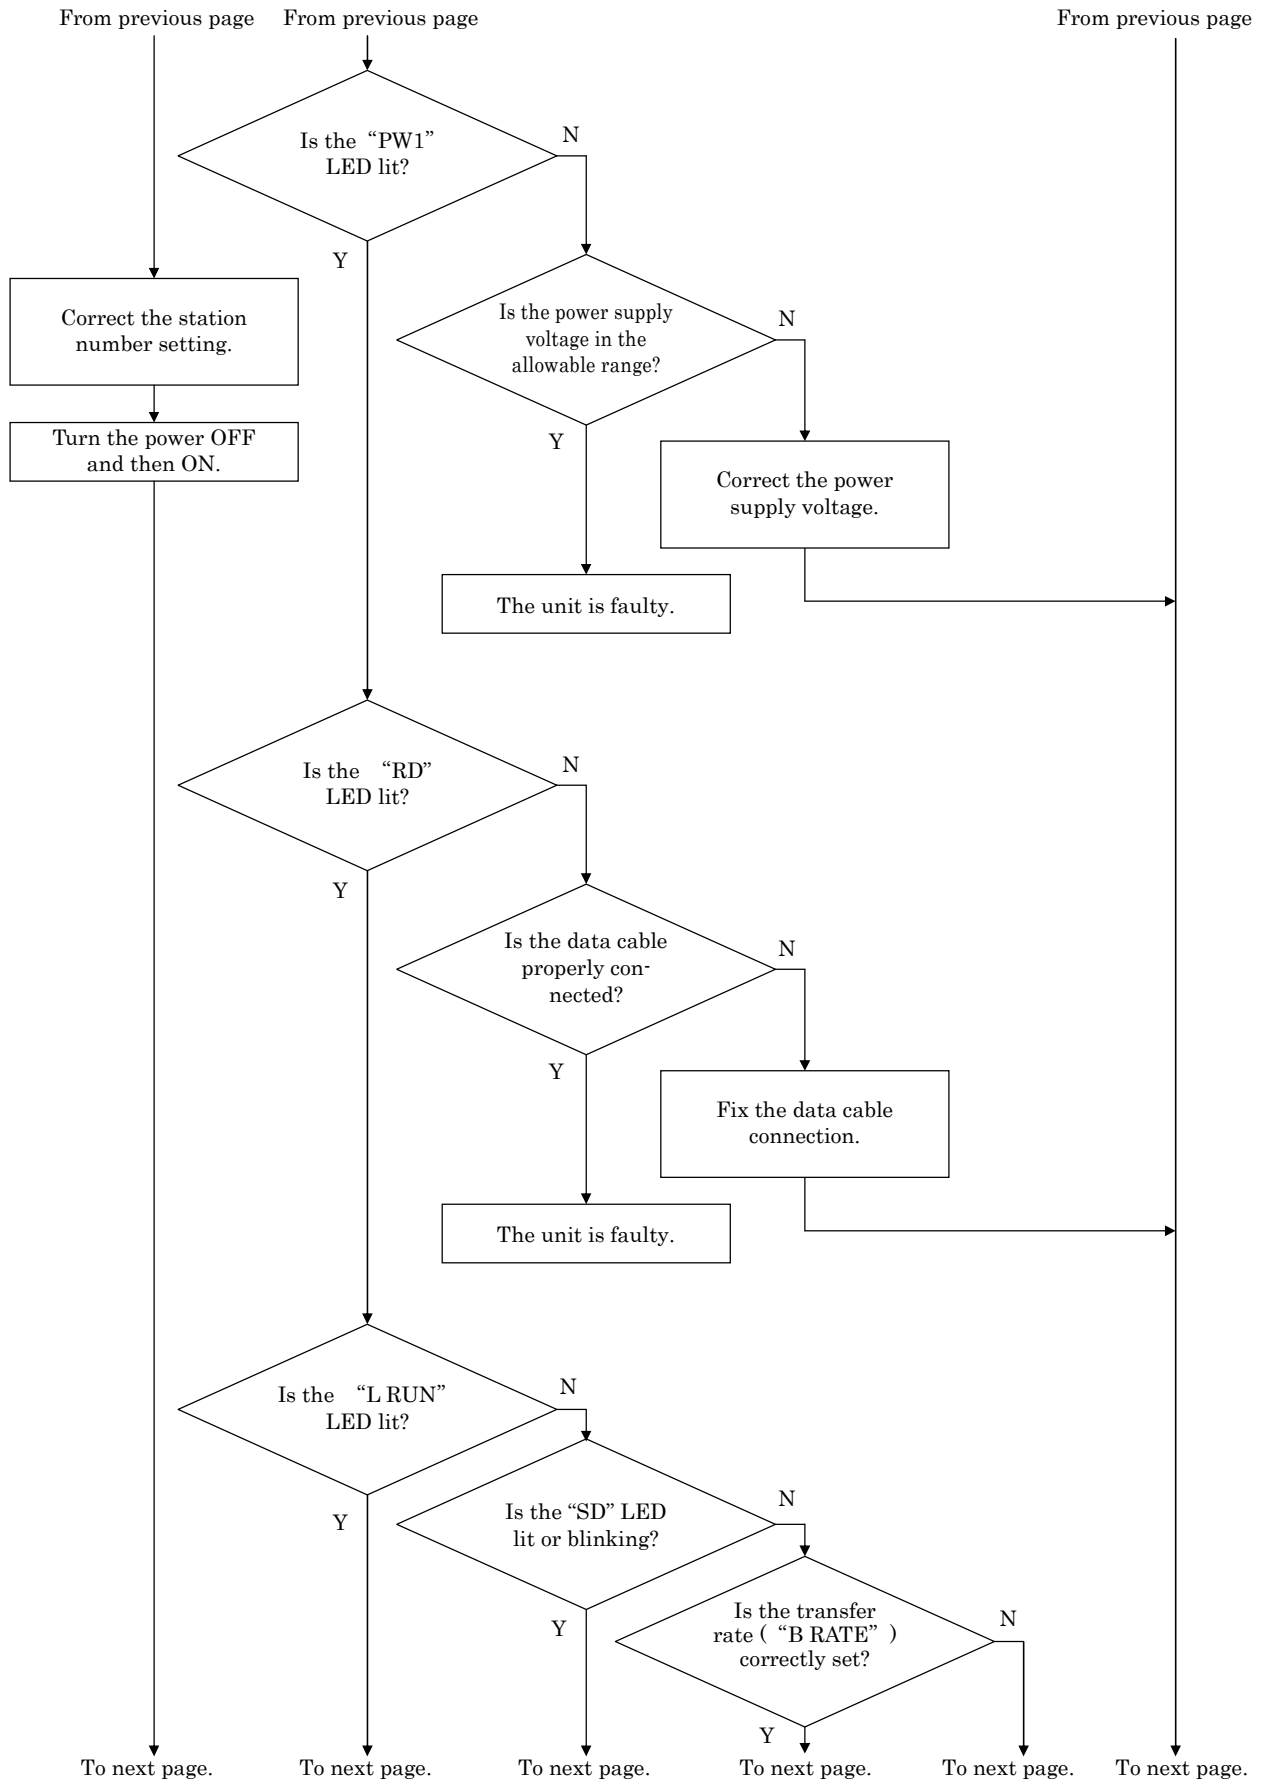 From previous page
From previous page
From previous page
Is the “PW1”
LED lit?
N
Y
Correct the station
number setting.
Is the power supply
voltage in the
allowable range?
N
Y
Turn the power OFF
and then ON.
Correct the power
supply voltage.
The unit is faulty.
Is the “RD”
LED lit?
N
Y
Is the data cable
properly con-
nected?
N
Y
Fix the data cable
connection.
The unit is faulty.
Is the “L RUN”
LED lit?
N
Y
Is the “SD” LED
lit or blinking?
N
Y
Is the transfer
rate ( “B RATE” )
correctly set?
N
Y
To next page.
To next page.
To next page.
To next page.
To next page.
To next page.